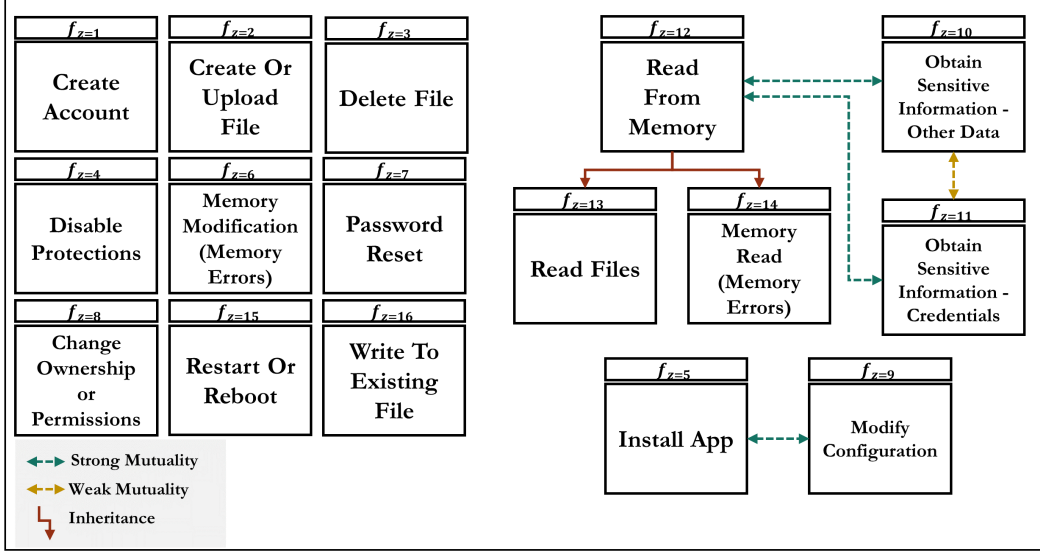 f z=1
Create
Account
f z=2
Create Or
Upload
File
f z=3
Delete File
f z=4
Disable
Protections
f z=6
Memory
Modification
(Memory
Errors)
f z=7
Password
Reset
f z=8
Change
Ownership
or
Permissions
f z=15
Restart Or
Reboot
f z=16
Write To
Existing
File
f z=12
Read
From
Memory
f z=10
Obtain
Sensitive
Information -
Other Data
f z=13
Read Files
f z=14
Memory
Read
(Memory
Errors)
f z=11
Obtain
Sensitive
Information -
Credentials
f z=5
Install App
f z=9
Modify
Configuration
Strong Mutuality
Weak Mutuality
Inheritance